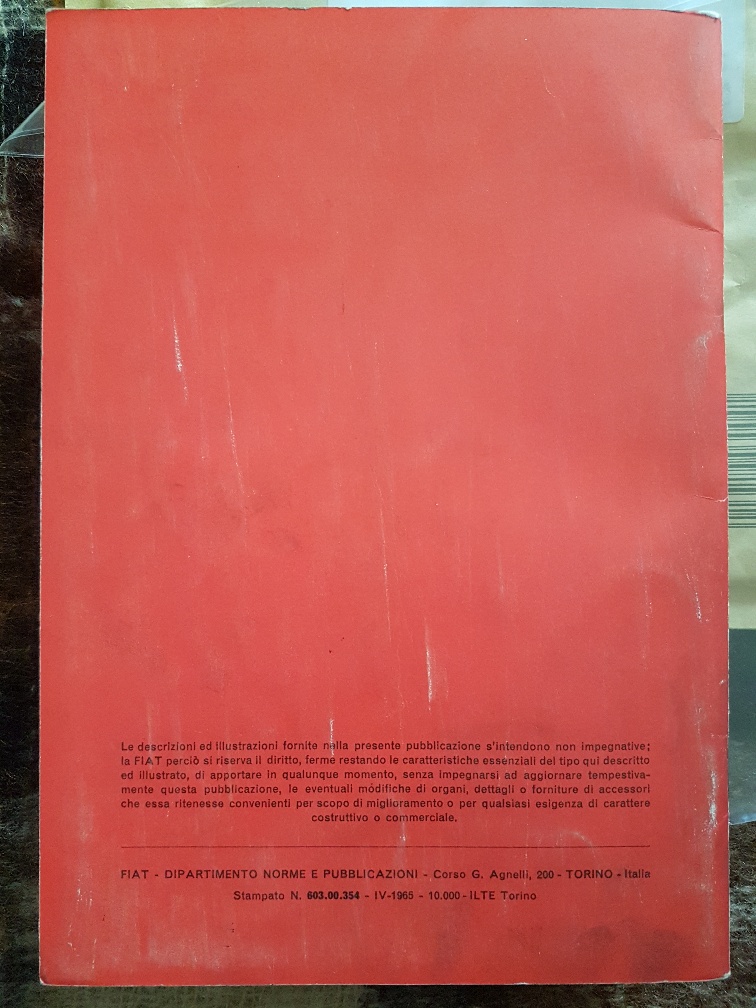 Le descrizioni ed illustrazioni fornite nella presente pubblicazione s'intendono non impegnative;
la FIAT perciò si riserva il diritto, ferme restando le caratteristiche essenziali del tipo qui descritto
ed illustrato, di apportare in qualunque momento, senza impegnarsi ad aggiornare tempestiva-
mente questa pubblicazione, le eventuali módifiche di organi, dettagli o forniture di accessori
che essa ritenesse convenienti per scopo di miglioramento o per qualsiasi esigenza di carattere
costruttivo o commerciale.
FIAT - DIPARTIMENTO NORME E PUBBLICAZIONI - Corso G. Agnelli, 200 - TORINO - Italia
Stampato N. 603.00.354 - IV-1965 - 10.000 - ILTE Torino